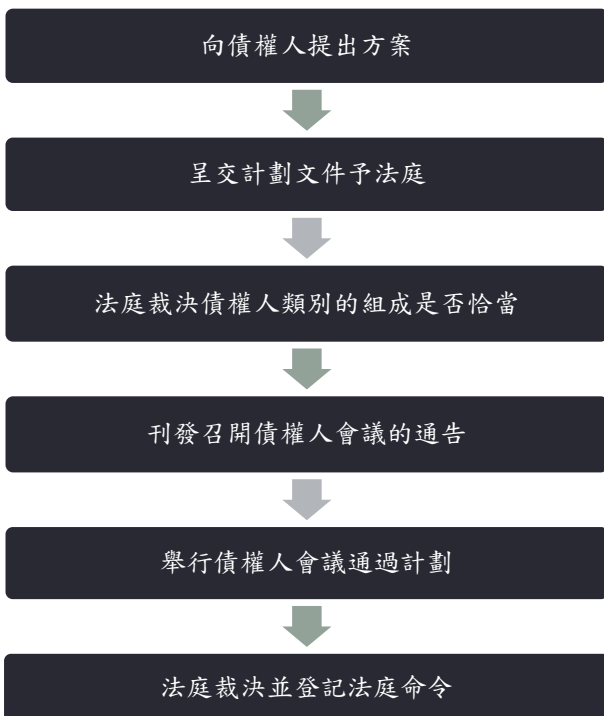 向債權人提出方案
呈交計劃文件予法庭
法庭裁決債權人類別的組成是否恰當
刊發召開債權人會議的通告
舉行債權人會議通過計劃
法庭裁決並登記法庭命令